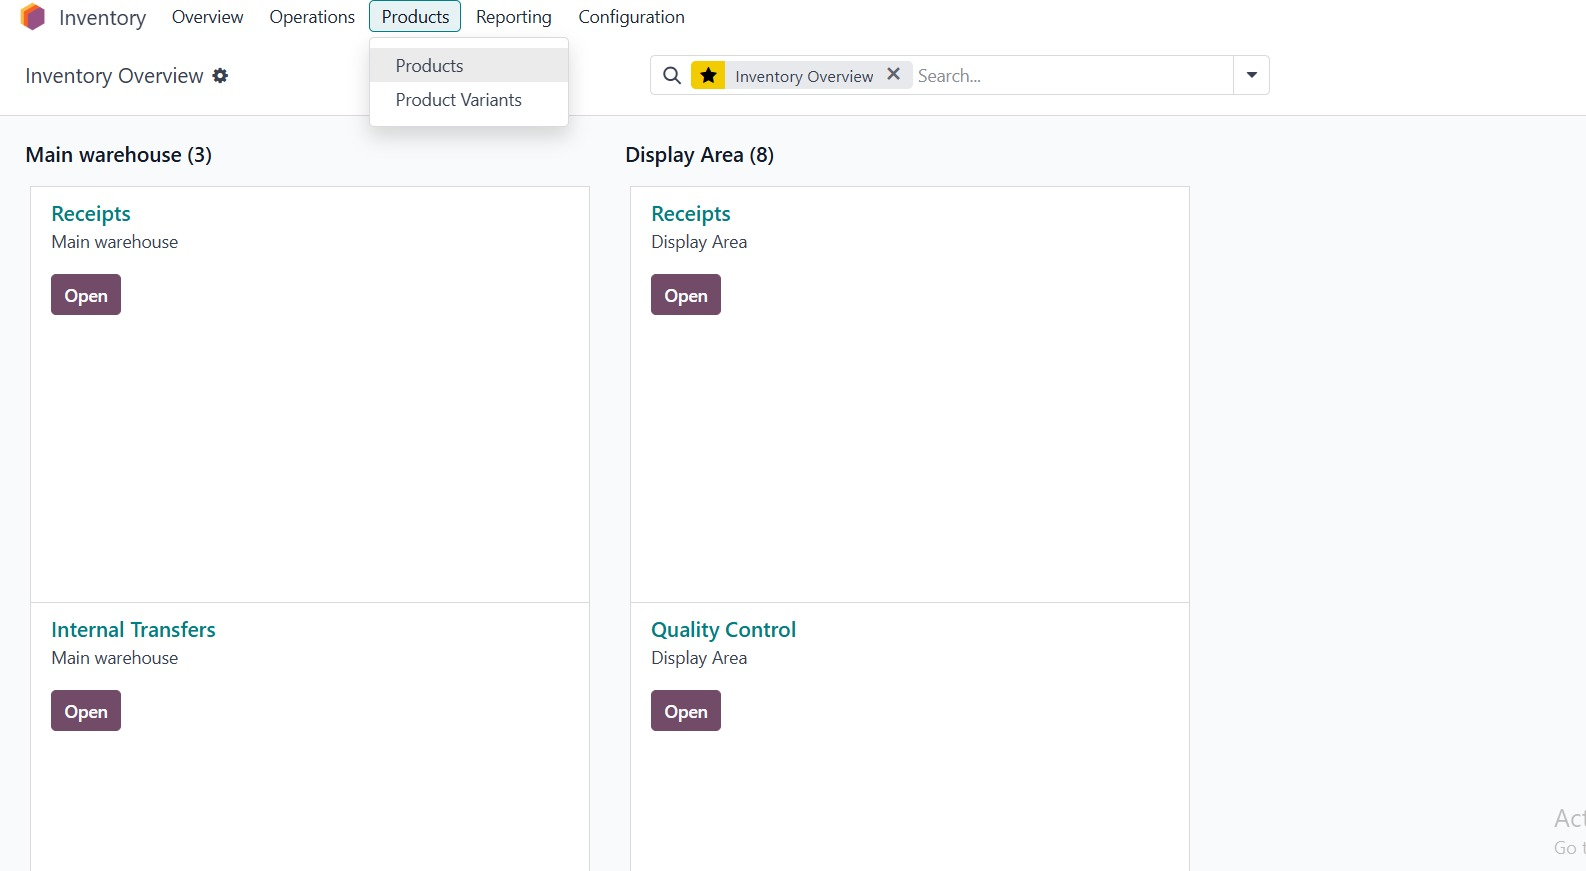 Inventory Overview Operations Products Reporting Configuration
Products
Product Variants
Inventory Overview
Inventory Overview Search...
Main warehouse (3)
Receipts
Main warehouse
Open
Internal Transfers
Main warehouse
Open
Display Area (8)
Receipts
Display Area
Open
Quality Control
Display Area
Open
Go